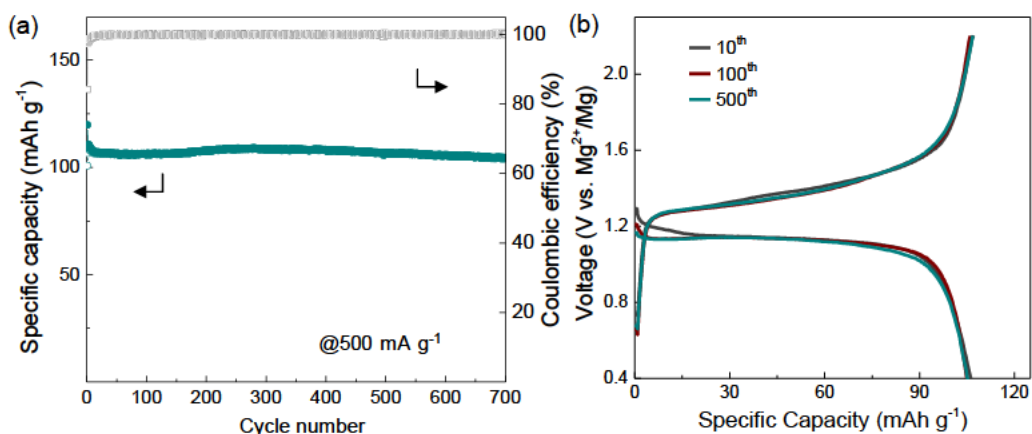 (a)
150
100
50
Specific capacity (mAh g⁻¹)
100
80
60
40
20
Coulombic efficiency (%)
@500 mA g⁻¹
0 100 200 300 400 500 600 700
Cycle number
(b)
10ᵗʰ
100ᵗʰ
500ᵗʰ
2.0
1.6
1.2
0.8
0.4
Voltage (V vs. Mg²⁺/Mg)
0 30 60 90 120
Specific Capacity (mAh g⁻¹)